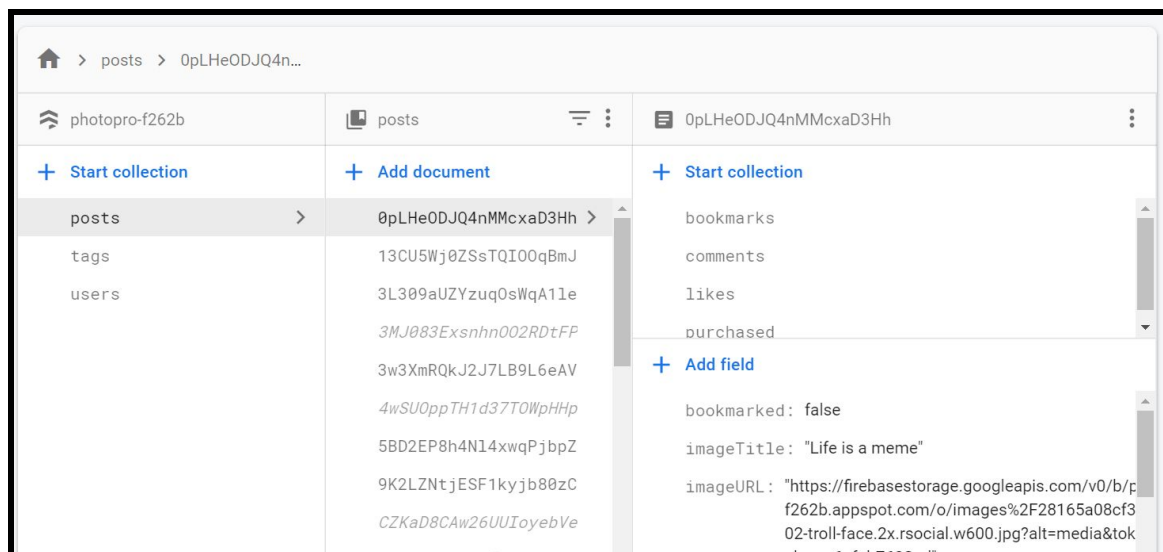 posts > 0pLHeODJQ4n...
photopro-f262b
+ Start collection
posts
tags
users
posts
+ Add document
0pLHeODJQ4nMMcxaD3Hh
13CU5Wj0ZSsTQIOOqBmJ
3L309aUZYzuqOsWqA1le
3MJ083ExsnhnOO2RDtFP
3w3XmRQkJ2J7LB9L6eAV
4wSUOppTH1d37TOWpHHp
5BD2EP8h4Nl4xwqPjbpZ
9K2LZNtjESF1kyjb80zC
CZKaD8CAw26UUIoyebVe
0pLHeODJQ4nMMcxaD3Hh
+ Start collection
bookmarks
comments
likes
purchased
+ Add field
bookmarked: false
imageTitle: "Life is a meme"
imageURL: "https://firebasestorage.googleapis.com/v0/b/p
f262b.appspot.com/o/images%2F28165a08cf3
02-troll-face.2x.rsocial.w600.jpg?alt=media&tok